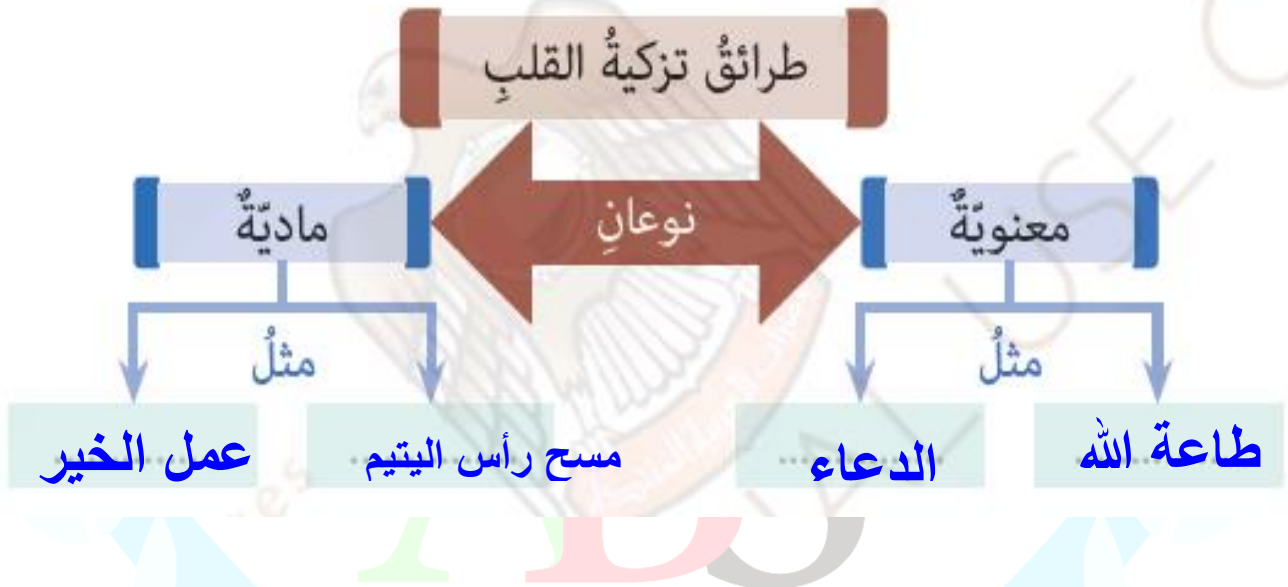 طرائقُ تزكيةُ القلبِ
نوعانِ
معنويّةٌ
ماديّةٌ
مثلُ
مثلُ
طاعة الله
الدعاء
مسح رأس اليتيم
عمل الخير